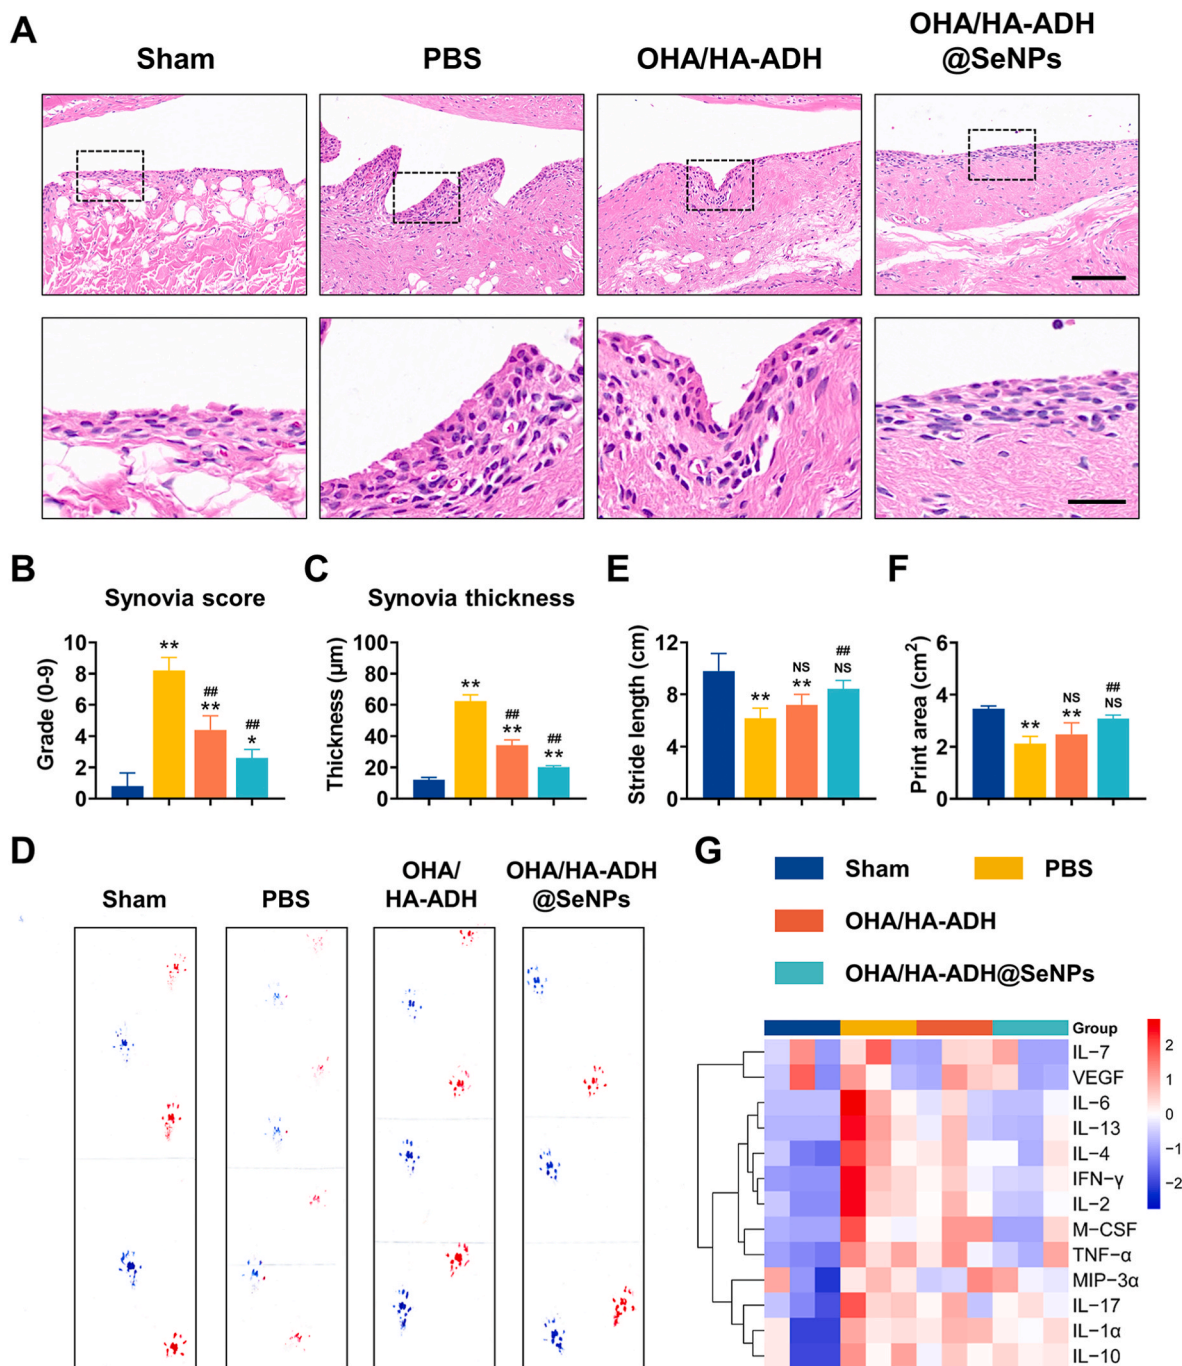 A
Sham
PBS
OHA/HA-ADH
OHA/HA-ADH
@SeNPs
B
Synovia score
Grade (0-9)
10
8
6
4
2
0
**
##
**
##
*
C
Synovia thickness
Thickness (μm)
100
80
60
40
20
0
**
##
**
##
**
E
Stride length (cm)
12
8
4
0
**
NS
**
##
NS
F
Print area (cm²)
6
4
2
0
**
NS
**
##
NS
D
Sham
PBS
OHA/
HA-ADH
OHA/HA-ADH
@SeNPs
G
Sham
PBS
OHA/HA-ADH
OHA/HA-ADH@SeNPs
Group
IL−7
VEGF
IL−6
IL−13
IL−4
IFN−γ
IL−2
M−CSF
TNF−α
MIP−3α
IL−17
IL−1α
IL−10
2
1
0
−1
−2